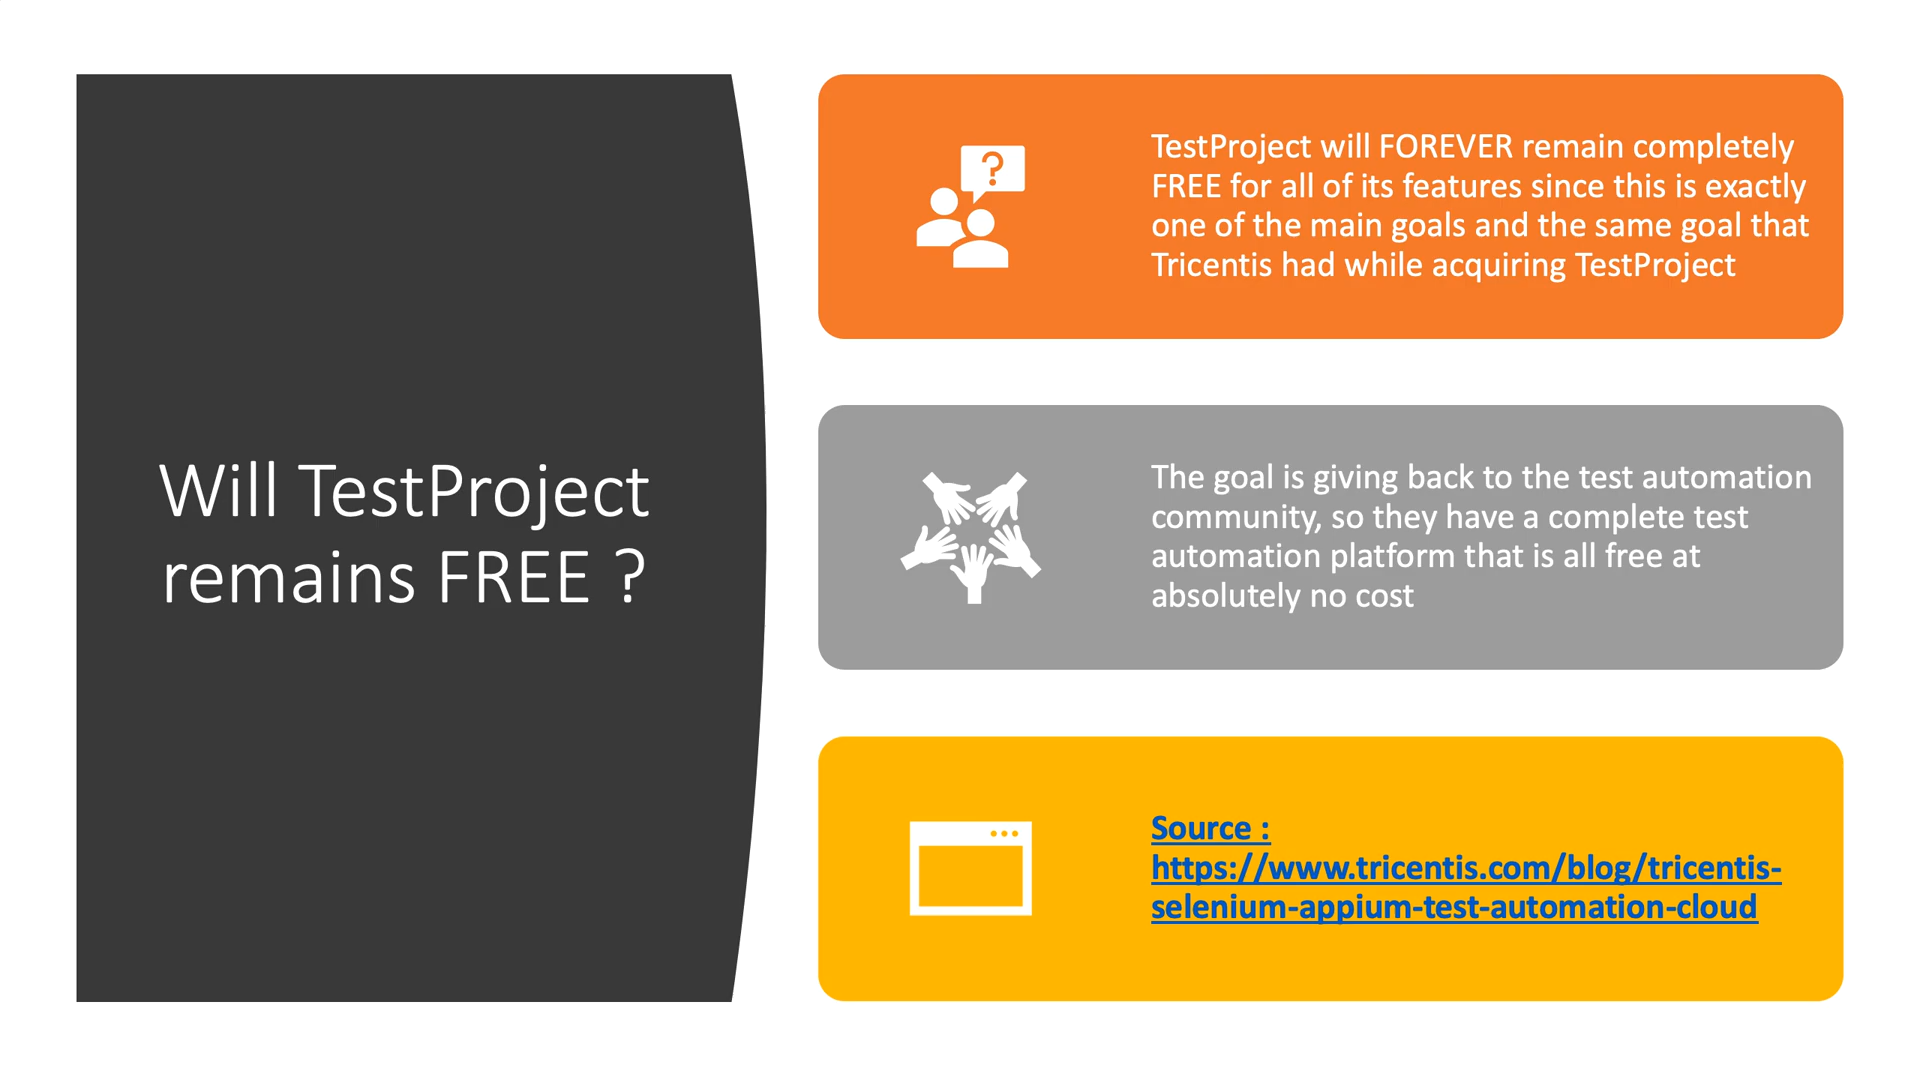 Will TestProject
remains FREE ?
?
TestProject will FOREVER remain completely
FREE for all of its features since this is exactly
one of the main goals and the same goal that
Tricentis had while acquiring TestProject
The goal is giving back to the test automation
community, so they have a complete test
automation platform that is all free at
absolutely no cost
Source :
https://www.tricentis.com/blog/tricentis-
selenium-appium-test-automation-cloud